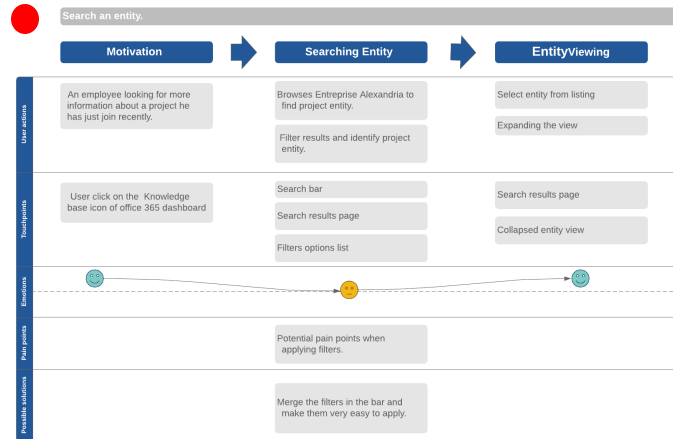 Search an entity.
Motivation
Searching Entity
EntityViewing
User actions
An employee looking for more
information about a project he
has just join recently.
Browses Entreprise Alexandria to
find project entity.
Filter results and identify project
entity.
Select entity from listing
Expanding the view
Touchpoints
User click on the Knowledge
base icon of office 365 dashboard
Search bar
Search results page
Filters options list
Search results page
Collapsed entity view
Emotions
Pain points
Potential pain points when
applying filters.
Possible solutions
Merge the filters in the bar and
make them very easy to apply.